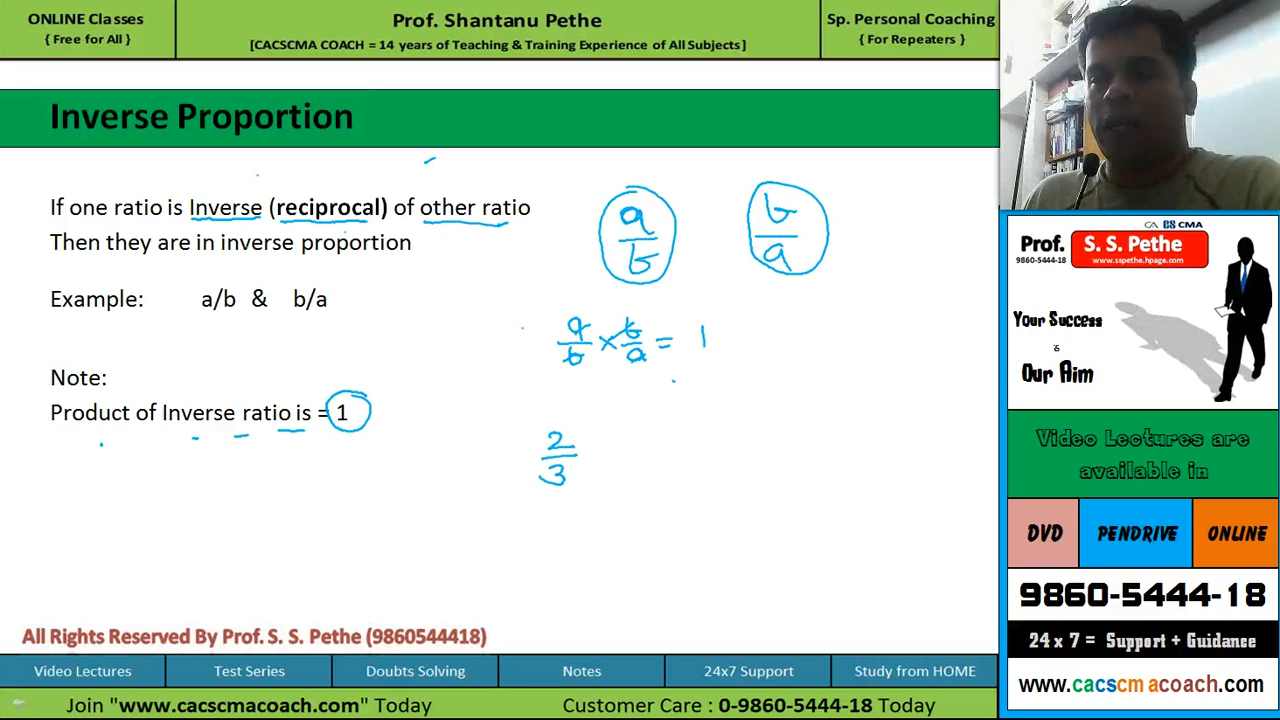 ONLINE Classes
{ Free for All }
Prof. Shantanu Pethe
[CACSCMA COACH = 14 years of Teaching & Training Experience of All Subjects]
Sp. Personal Coaching
{ For Repeaters }
Inverse Proportion
If one ratio is Inverse (reciprocal) of other ratio
Then they are in inverse proportion
Example: a/b & b/a
Note:
Product of Inverse ratio is = 1
a/b b/a
a/b × b/a = 1
2/3
CA CS CMA
Prof. S. S. Pethe
9860-5444-18 www.sspethe.hpage.com
Your Success
is
Our Aim
Video Lectures are
available in
DVD PENDRIVE ONLINE
9860-5444-18
24 x 7 = Support + Guidance
www.cacscmacoach.com
All Rights Reserved By Prof. S. S. Pethe (9860544418)
Video Lectures Test Series Doubts Solving Notes 24x7 Support Study from HOME
Join "www.cacscmacoach.com" Today Customer Care : 0-9860-5444-18 Today